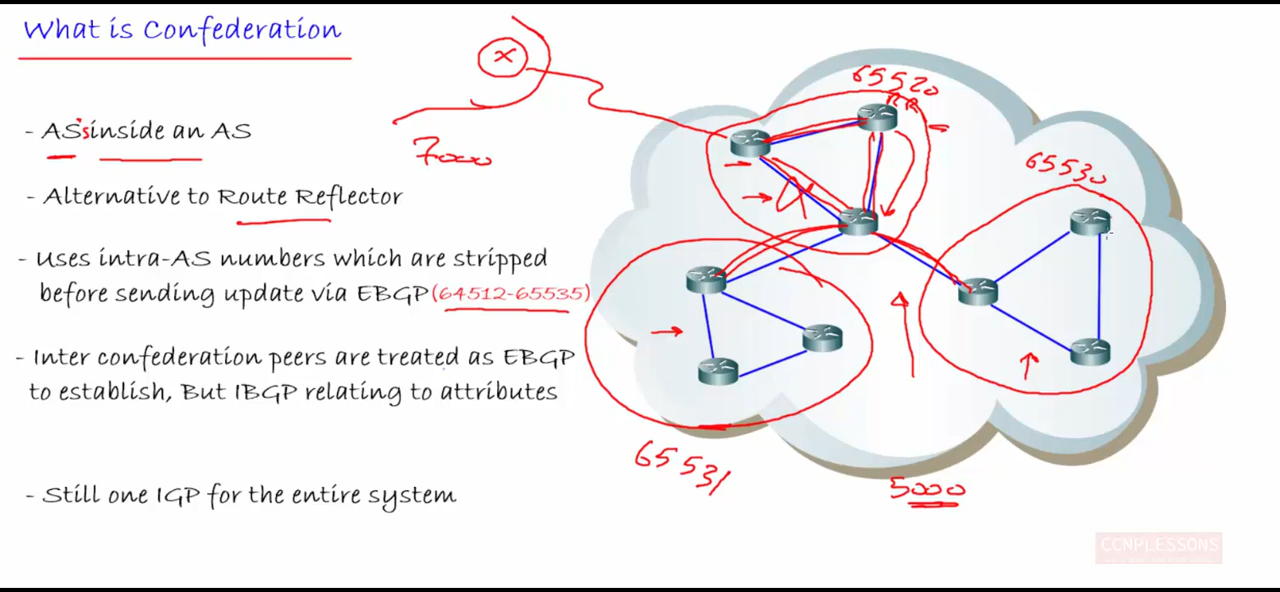 What is Confederation
- AS's inside an AS
- Alternative to Route Reflector
- Uses intra-AS numbers which are stripped
before sending update via EBGP (64512-65535)
- Inter confederation peers are treated as EBGP
to establish, But IBGP relating to attributes
- Still one IGP for the entire system
X
7000
65520
RR
65530
65531
5000
CCNPLESSONS